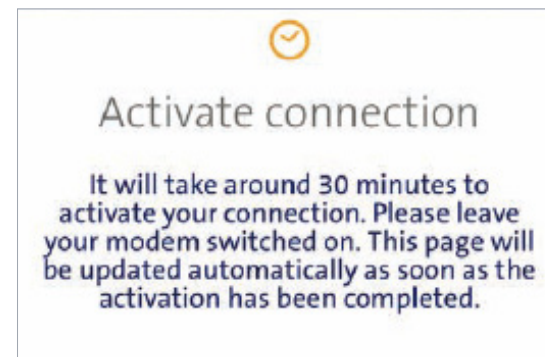 Activate connection
It will take around 30 minutes to
activate your connection. Please leave
your modem switched on. This page will
be updated automatically as soon as the
activation has been completed.